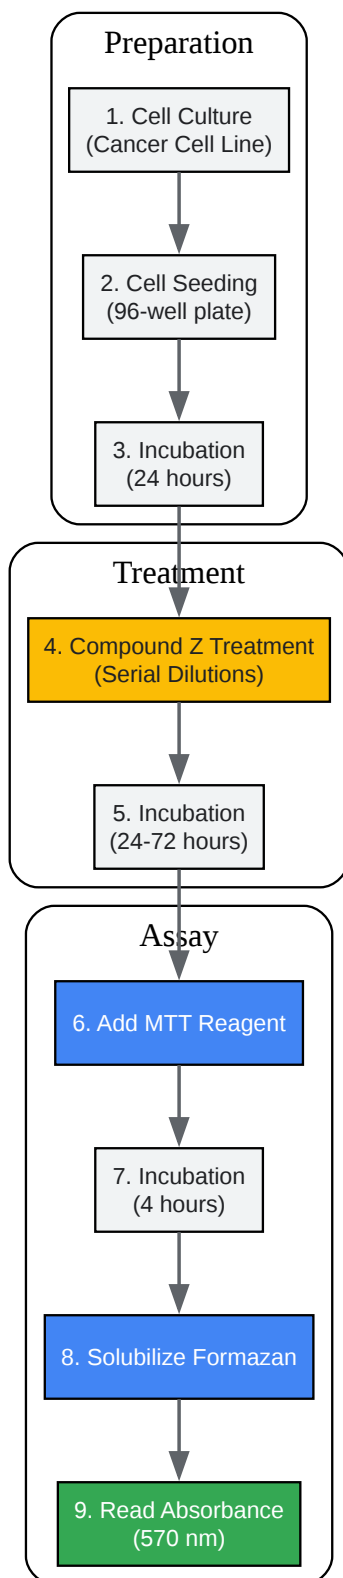 Preparation
1. Cell Culture
(Cancer Cell Line)
2. Cell Seeding
(96-well plate)
3. Incubation
(24 hours)
Treatment
4. Compound Z Treatment
(Serial Dilutions)
5. Incubation
(24-72 hours)
Assay
6. Add MTT Reagent
7. Incubation
(4 hours)
8. Solubilize Formazan
9. Read Absorbance
(570 nm)